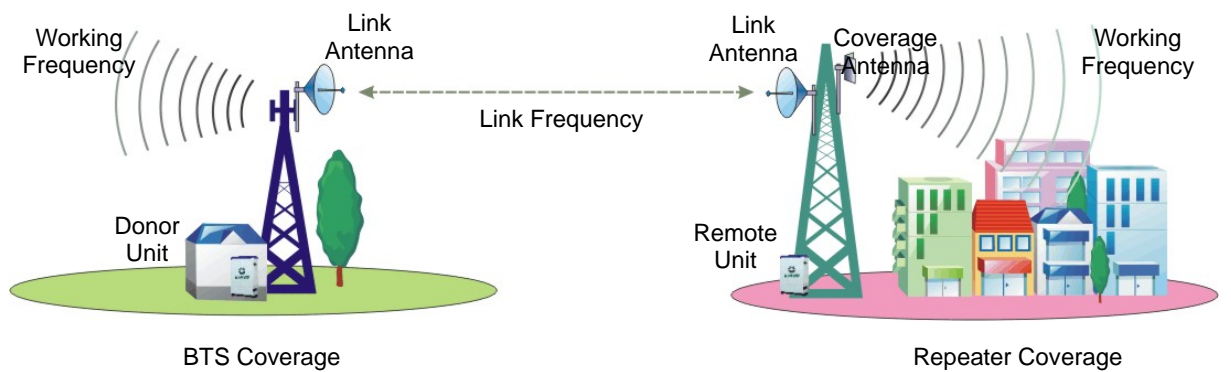 Working
Frequency
Link
Antenna
Link
Antenna
Coverage
Antenna
Working
Frequency
Link Frequency
Donor
Unit
Remote
Unit
BTS Coverage
Repeater Coverage